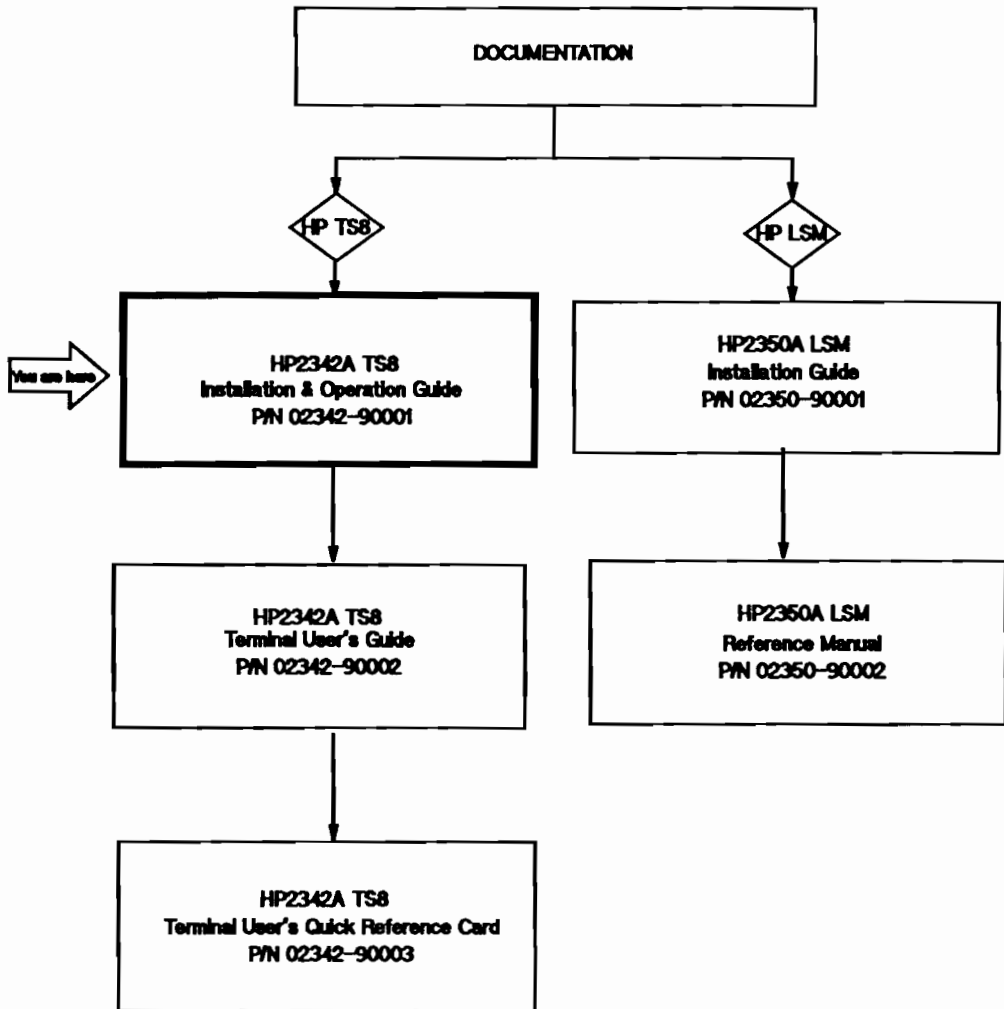 DOCUMENTATION
HP TS8
HP LSM
You are here
HP2342A TS8
Installation & Operation Guide
P/N 02342-90001
HP2350A LSM
Installation Guide
P/N 02350-90001
HP2342A TS8
Terminal User's Guide
P/N 02342-90002
HP2350A LSM
Reference Manual
P/N 02350-90002
HP2342A TS8
Terminal User's Quick Reference Card
P/N 02342-90003